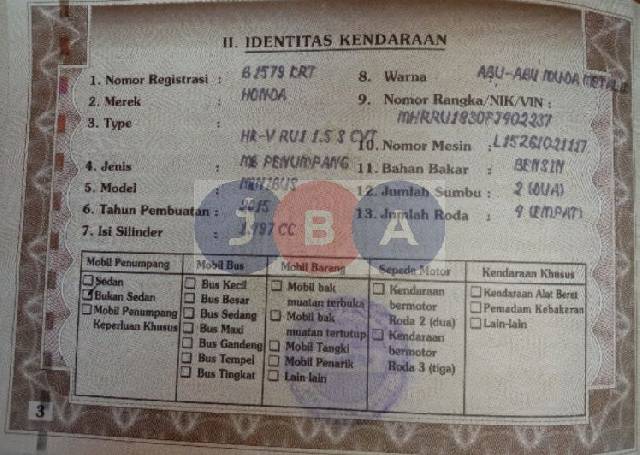 II. IDENTITAS KENDARAAN
1. Nomor Registrasi : B 1579 KRT
2. Merek : HONDA
3. Type : HR-V RU1 1.5 S CVT
4. Jenis : MB PENUMPANG
5. Model : MINIBUS
6. Tahun Pembuatan : 2015
7. Isi Silinder : 1.497 CC
8. Warna : ABU-ABU MUDA METALIK
9. Nomor Rangka/NIK/VIN :
10. Nomor Mesin :
11. Bahan Bakar : BENSIN
12. Jumlah Sumbu : 2 (DUA)
13. Jumlah Roda : 4 (EMPAT)
JBA
Mobil Penumpang
Sedan
Bukan Sedan
Mobil Penumpang
Keperluan Khusus
Mobil Bus
Bus Kecil
Bus Besar
Bus Sedang
Bus Maxi
Bus Gandeng
Bus Tempel
Bus Tingkat
Mobil Barang
Mobil bak
muatan terbuka
Mobil bak
muatan tertutup
Mobil Tangki
Mobil Penarik
Lain-lain
Sepeda Motor
Kendaraan
bermotor
Roda 2 (dua)
Kendaraan
bermotor
Roda 3 (tiga)
Kendaraan Khusus
Kendaraan Alat Berat
Pemadam Kebakaran
Lain-lain
3